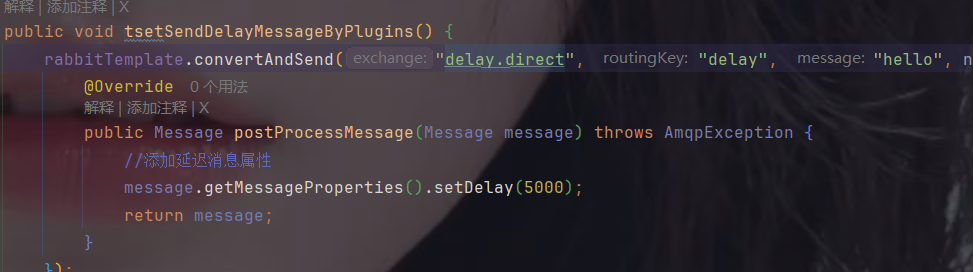 解释 | 添加注释 | X
public void tsetSendDelayMessageByPlugins() {
rabbitTemplate.convertAndSend( exchange: "delay.direct", routingKey: "delay", message: "hello", n
@Override 0 个用法
解释 | 添加注释 | X
public Message postProcessMessage(Message message) throws AmqpException {
//添加延迟消息属性
message.getMessageProperties().setDelay(5000);
return message;
}
});